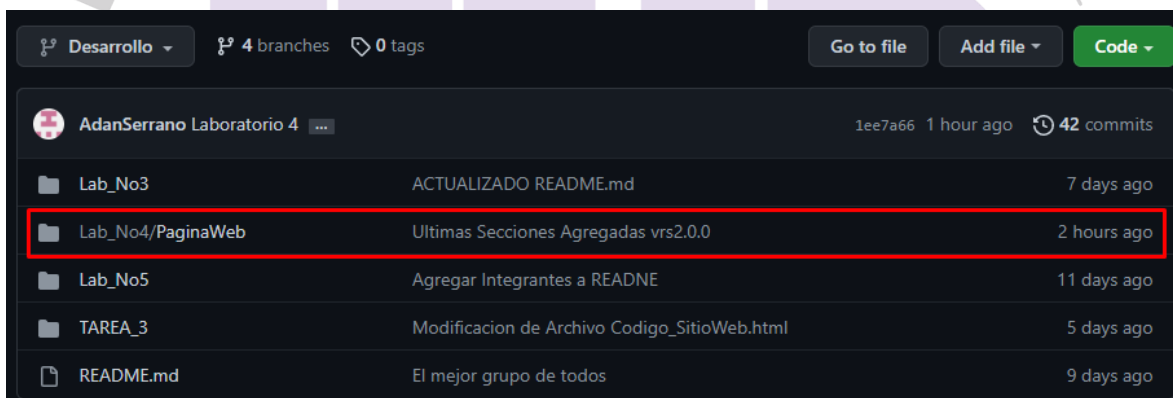 Desarrollo 4 branches 0 tags Go to file Add file Code
AdanSerrano Laboratorio 4 ... 1ee7a66 1 hour ago 42 commits
Lab_No3 ACTUALIZADO README.md 7 days ago
Lab_No4/PaginaWeb Ultimas Secciones Agregadas vrs2.0.0 2 hours ago
Lab_No5 Agregar Integrantes a READNE 11 days ago
TAREA_3 Modificacion de Archivo Codigo_SitioWeb.html 5 days ago
README.md El mejor grupo de todos 9 days ago